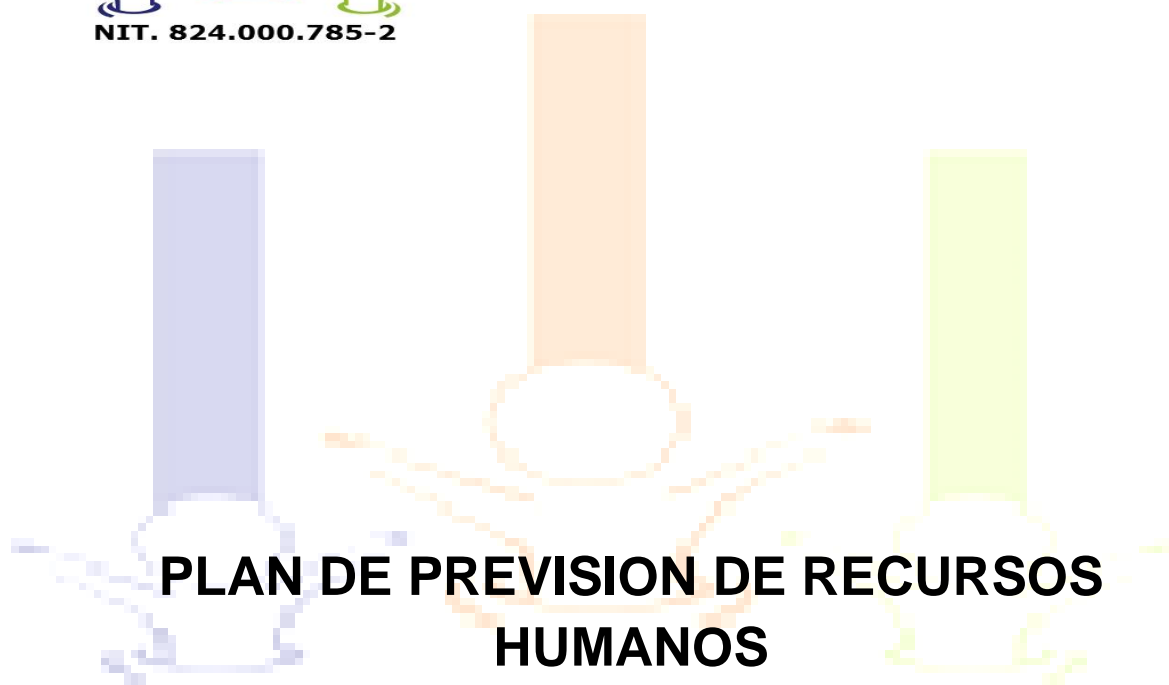 NIT. 824.000.785-2
PLAN DE PREVISION DE RECURSOS
HUMANOS